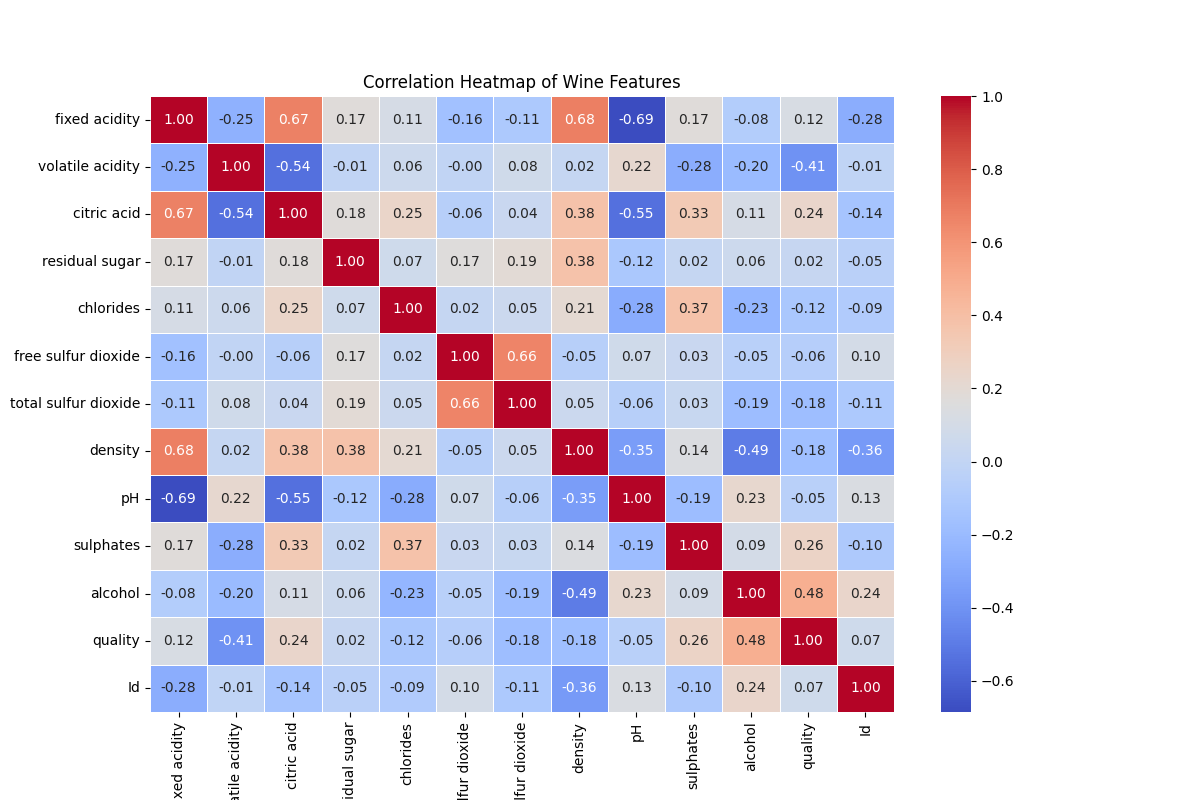 Correlation Heatmap of Wine Features
fixed acidity 1.00 -0.25 0.67 0.17 0.11 -0.16 -0.11 0.68 -0.69 0.17 -0.08 0.12 -0.28
volatile acidity -0.25 1.00 -0.54 -0.01 0.06 -0.00 0.08 0.02 0.22 -0.28 -0.20 -0.41 -0.01
citric acid 0.67 -0.54 1.00 0.18 0.25 -0.06 0.04 0.38 -0.55 0.33 0.11 0.24 -0.14
residual sugar 0.17 -0.01 0.18 1.00 0.07 0.17 0.19 0.38 -0.12 0.02 0.06 0.02 -0.05
chlorides 0.11 0.06 0.25 0.07 1.00 0.02 0.05 0.21 -0.28 0.37 -0.23 -0.12 -0.09
free sulfur dioxide -0.16 -0.00 -0.06 0.17 0.02 1.00 0.66 -0.05 0.07 0.03 -0.05 -0.06 0.10
total sulfur dioxide -0.11 0.08 0.04 0.19 0.05 0.66 1.00 0.05 -0.06 0.03 -0.19 -0.18 -0.11
density 0.68 0.02 0.38 0.38 0.21 -0.05 0.05 1.00 -0.35 0.14 -0.49 -0.18 -0.36
pH -0.69 0.22 -0.55 -0.12 -0.28 0.07 -0.06 -0.35 1.00 -0.19 0.23 -0.05 0.13
sulphates 0.17 -0.28 0.33 0.02 0.37 0.03 0.03 0.14 -0.19 1.00 0.09 0.26 -0.10
alcohol -0.08 -0.20 0.11 0.06 -0.23 -0.05 -0.19 -0.49 0.23 0.09 1.00 0.48 0.24
quality 0.12 -0.41 0.24 0.02 -0.12 -0.06 -0.18 -0.18 -0.05 0.26 0.48 1.00 0.07
Id -0.28 -0.01 -0.14 -0.05 -0.09 0.10 -0.11 -0.36 0.13 -0.10 0.24 0.07 1.00
xed acidity
atile acidity
citric acid
idual sugar
chlorides
lfur dioxide
lfur dioxide
density
pH
sulphates
alcohol
quality
Id
1.0
0.8
0.6
0.4
0.2
0.0
−0.2
−0.4
−0.6